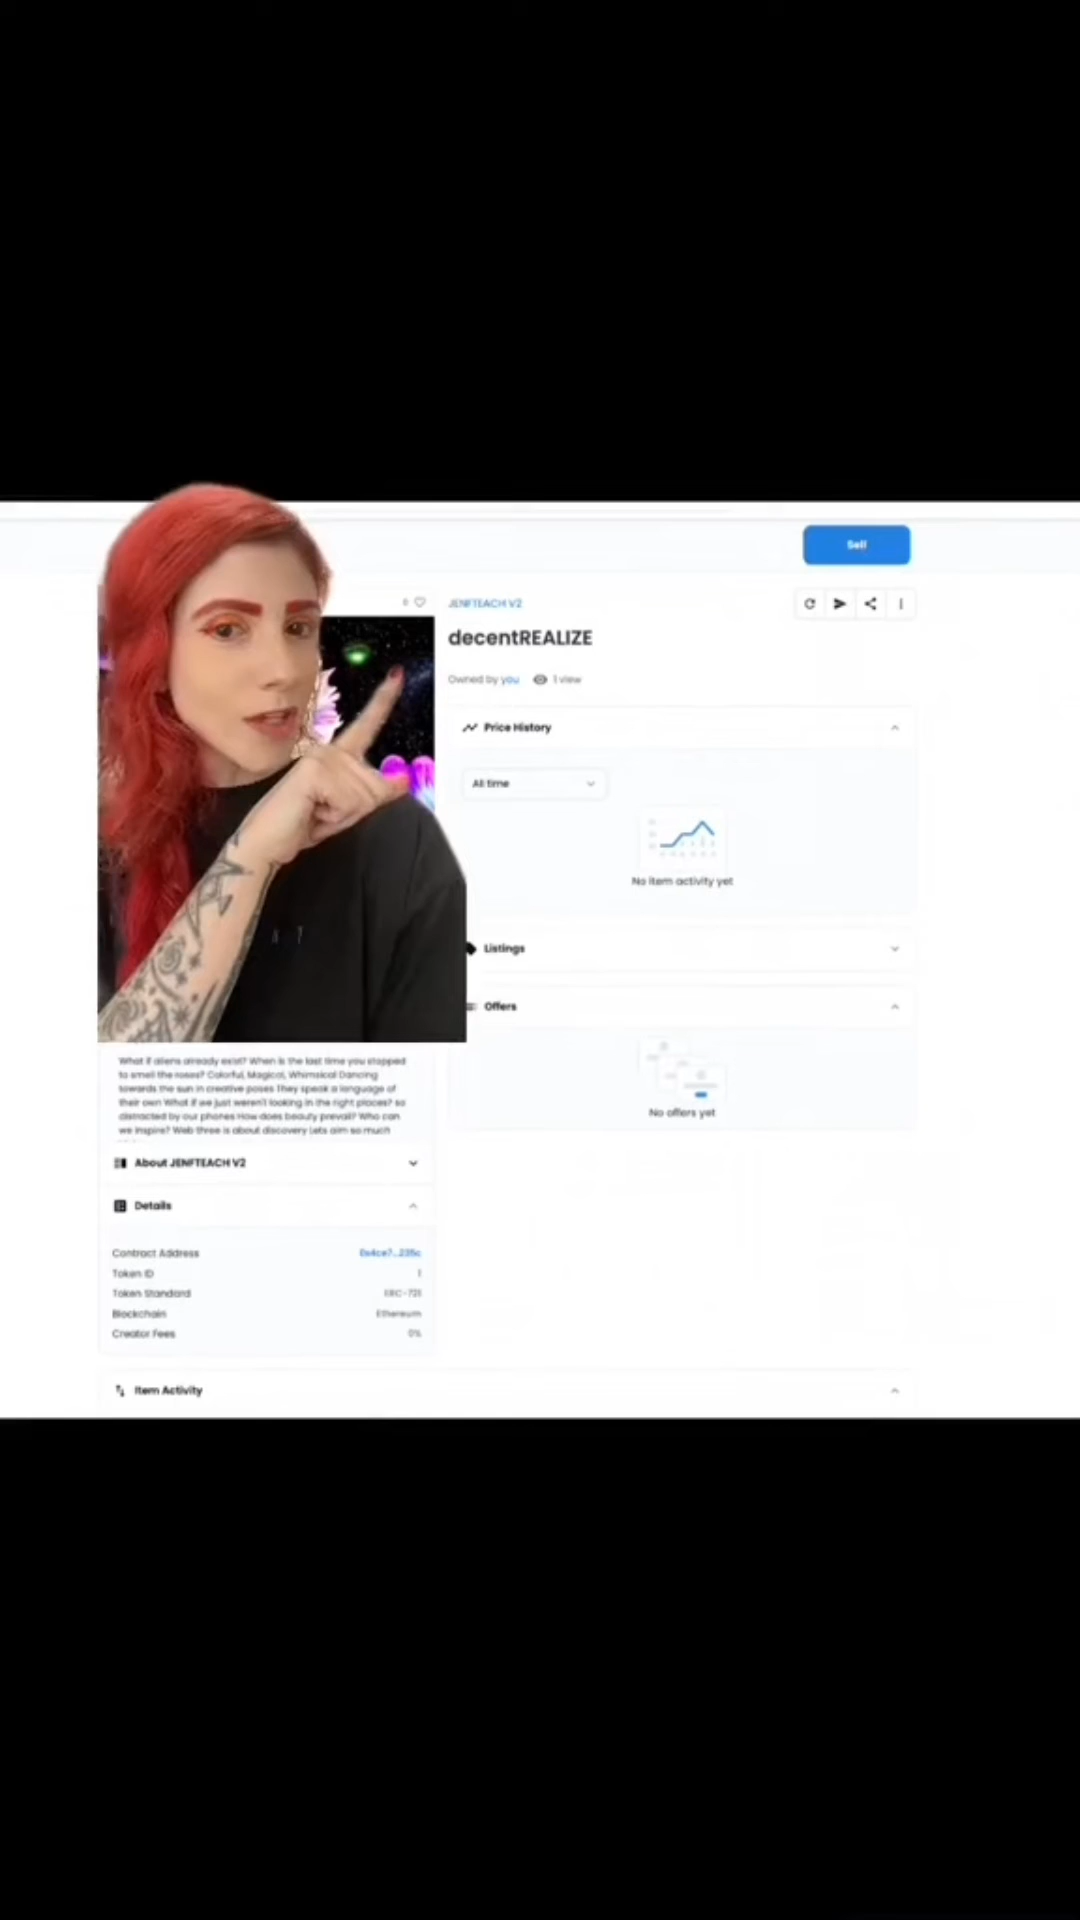 Sell
0
JENFTEACH V2
decentREALIZE
Owned by you 1 view
Price History
All time
No item activity yet
Listings
Offers
No offers yet
What if aliens already exist? When is the last time you stopped
to smell the roses? Colorful, Magical, Whimsical Dancing
towards the sun in creative poses They speak a language of
their own What if we just weren't looking in the right places? so
distracted by our phones How does beauty prevail? Who can
we inspire? Web three is about discovery Lets aim so much
About JENFTEACH V2
Details
Contract Address 0x4ce7...235c
Token ID 1
Token Standard ERC-721
Blockchain Ethereum
Creator Fees 0%
Item Activity